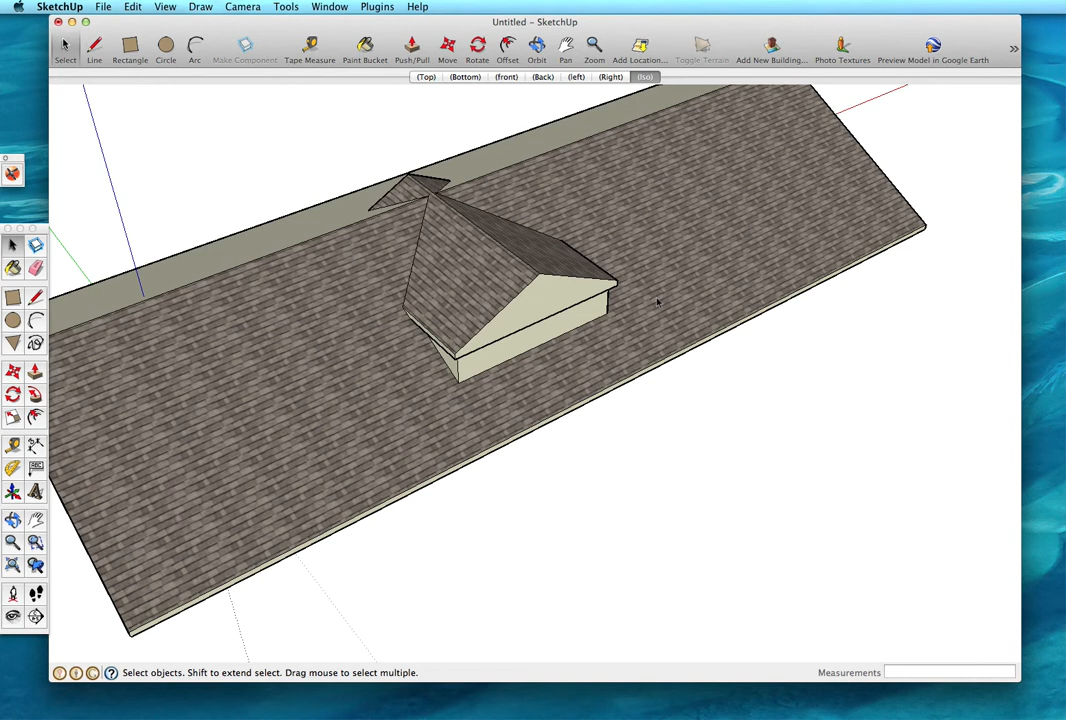 SketchUp File Edit View Draw Camera Tools Window Plugins Help
Untitled – SketchUp
Select Line Rectangle Circle Arc Make Component Tape Measure Paint Bucket Push/Pull Move Rotate Offset Orbit Pan Zoom Add Location... Toggle Terrain Add New Building... Photo Textures Preview Model in Google Earth »
(Top) (Bottom) (front) (Back) (left) (Right) (Iso)
Select objects. Shift to extend select. Drag mouse to select multiple. Measurements